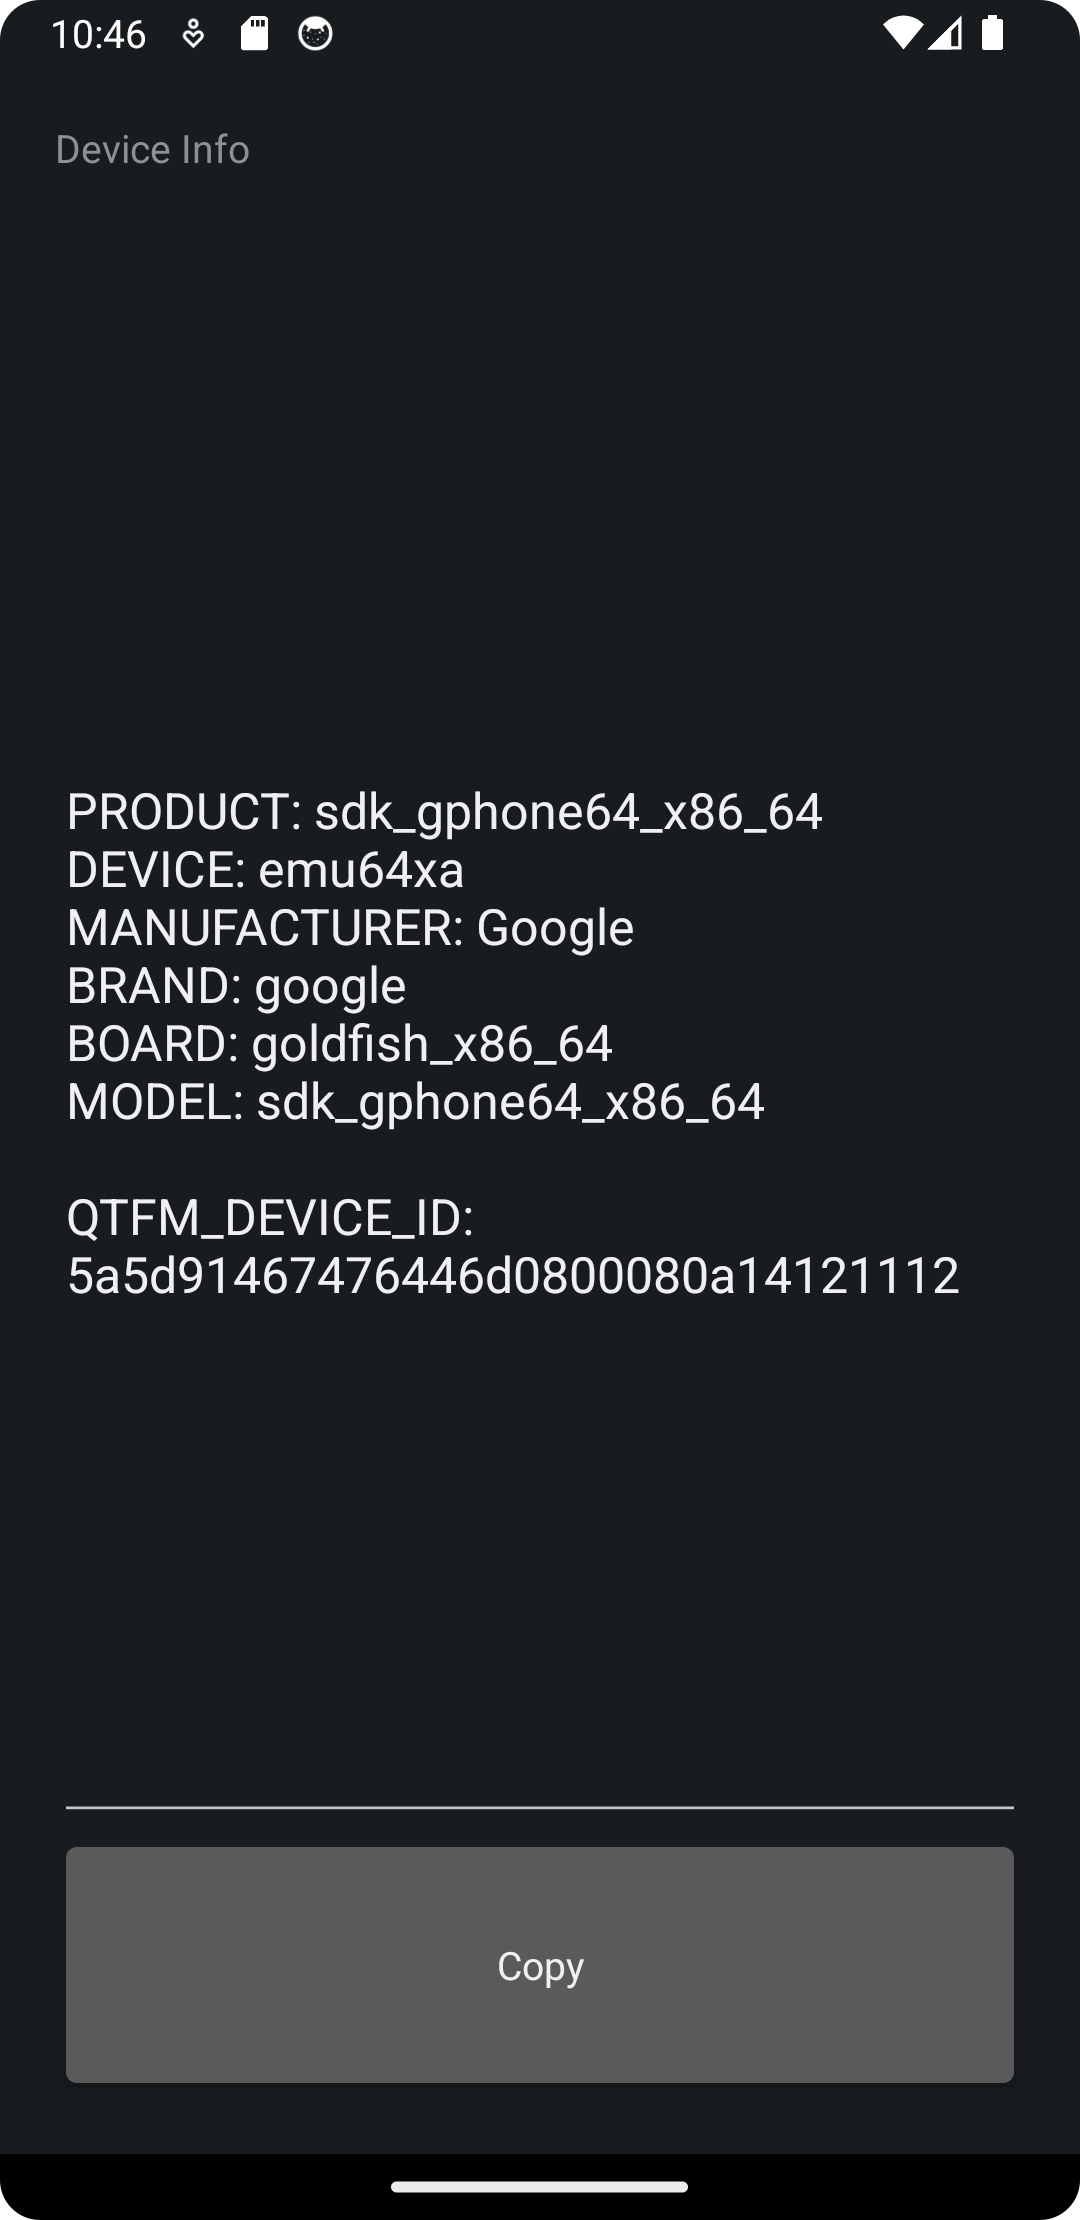 10:46
Device Info
PRODUCT: sdk_gphone64_x86_64
DEVICE: emu64xa
MANUFACTURER: Google
BRAND: google
BOARD: goldfish_x86_64
MODEL: sdk_gphone64_x86_64
QTFM_DEVICE_ID:
5a5d91467476446d0800080a14121112
Copy